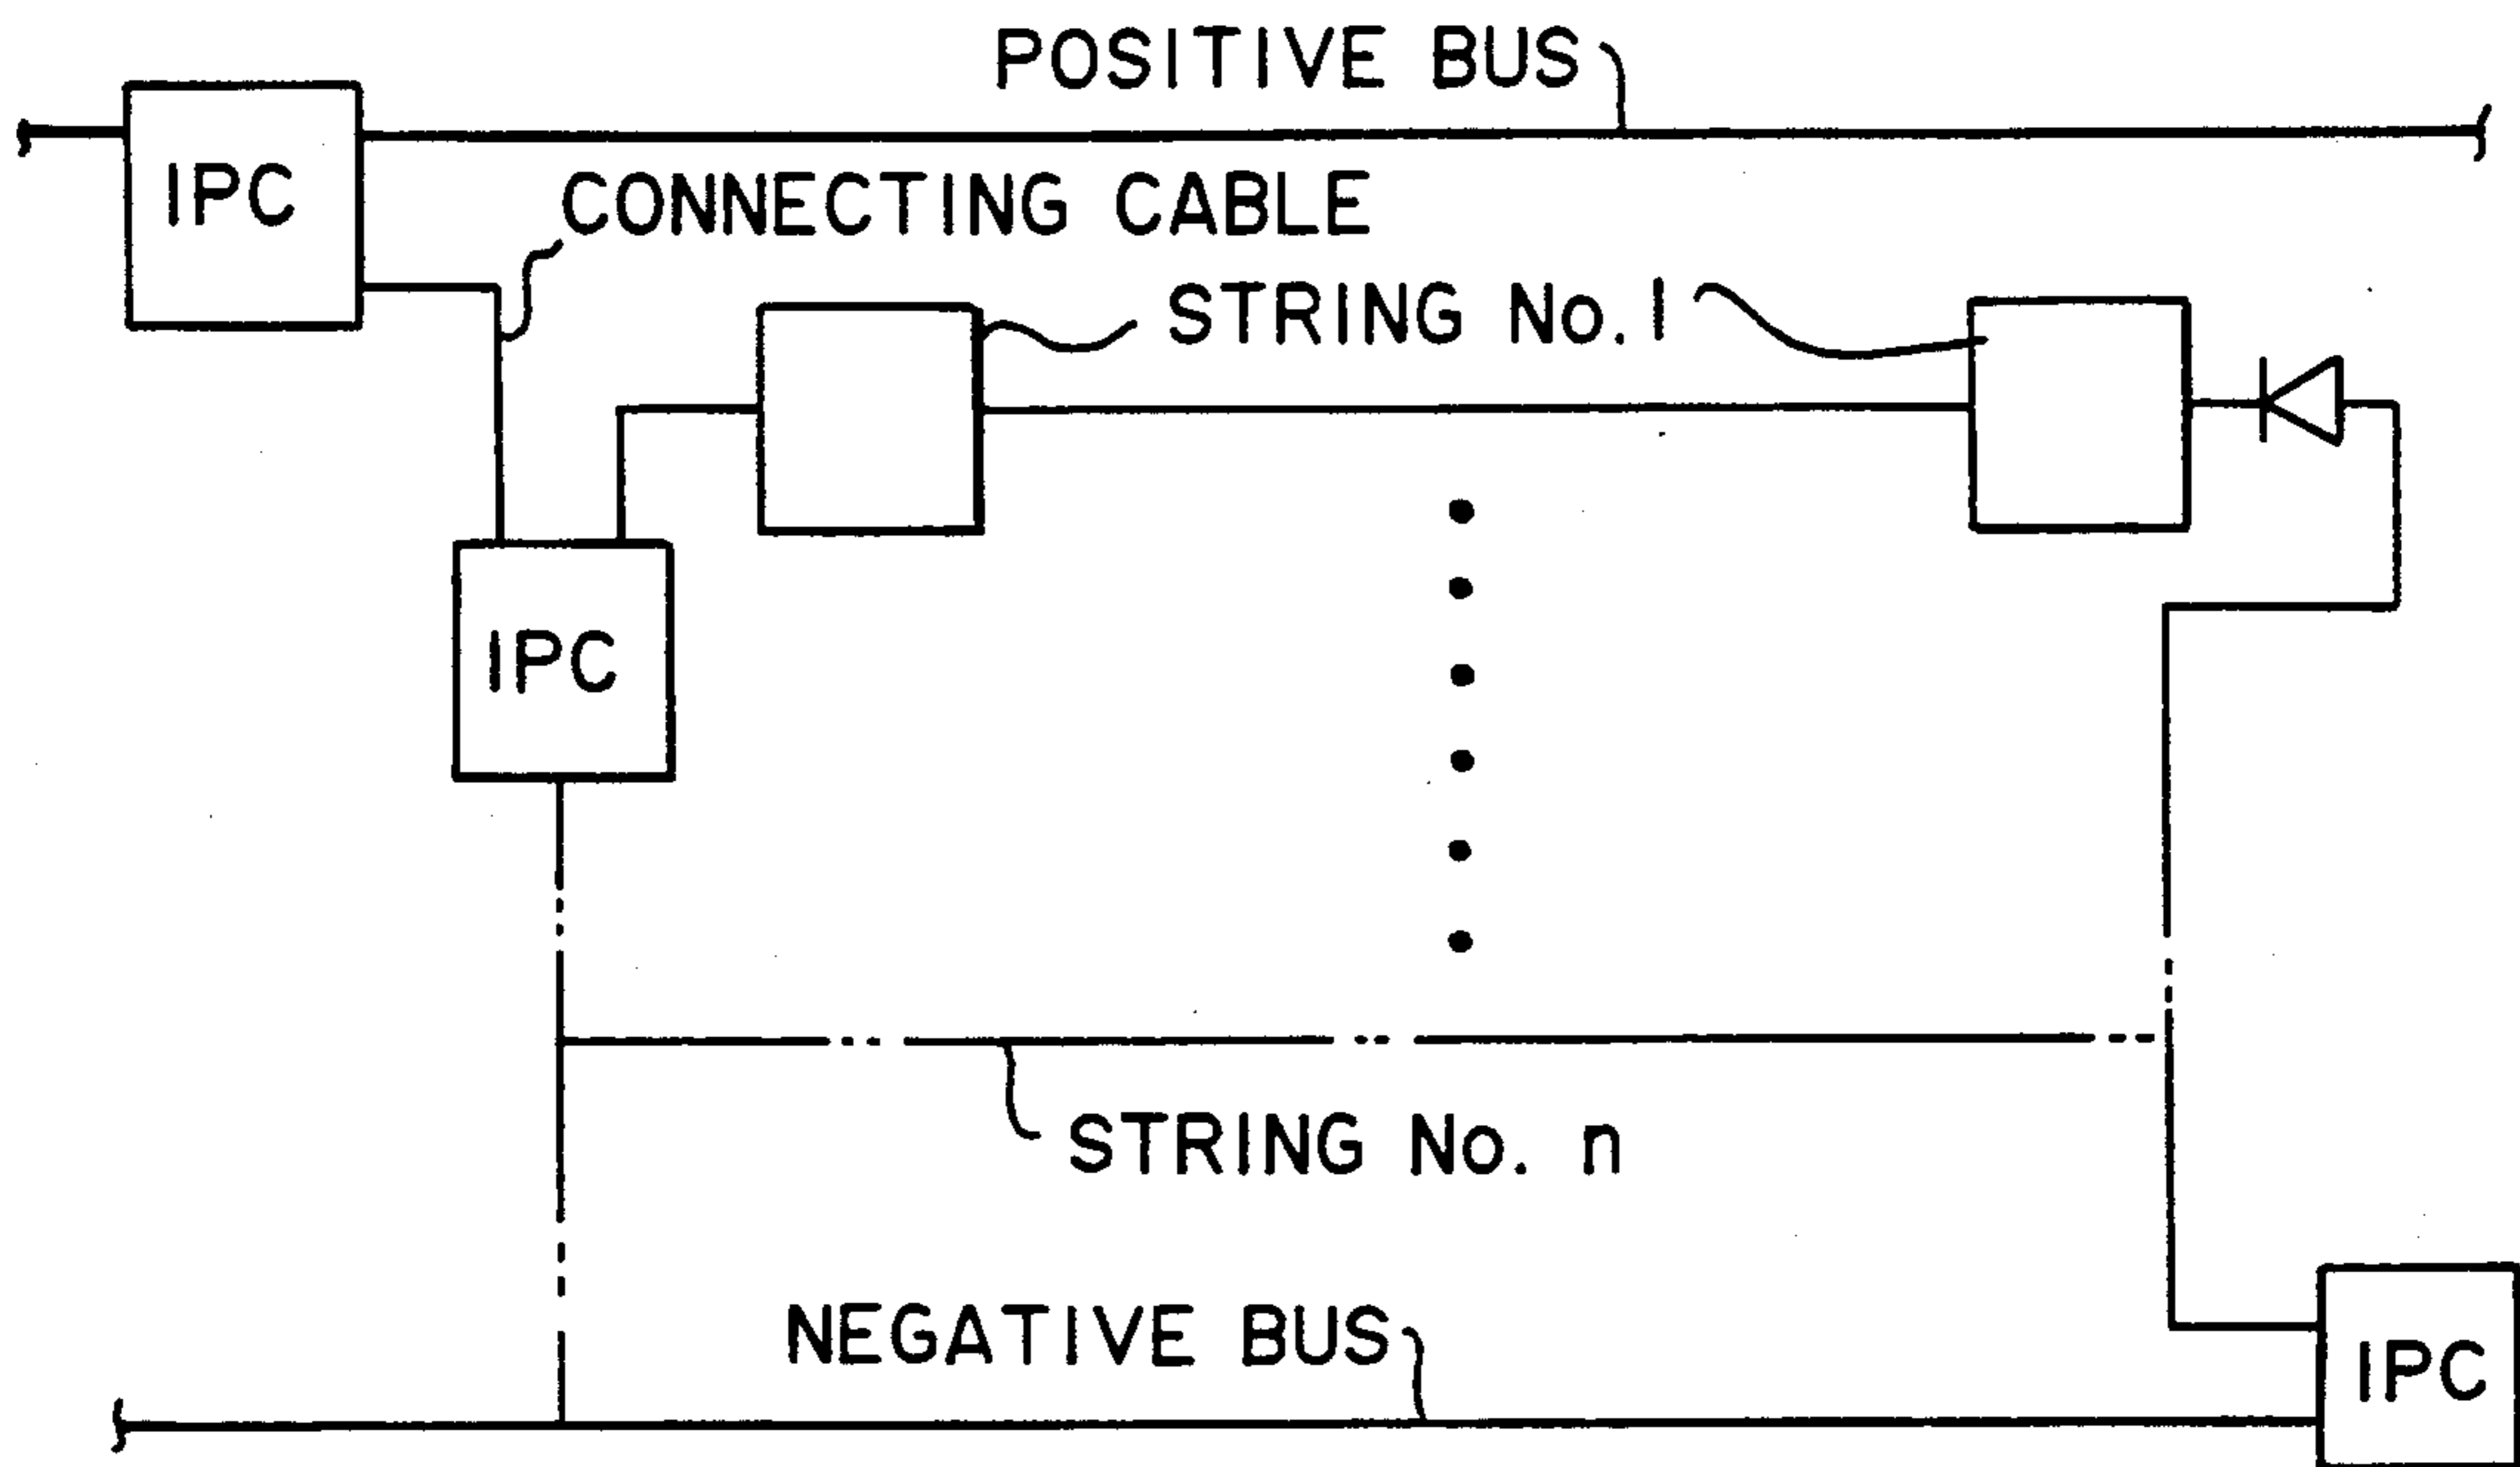 POSITIVE BUS
IPC
CONNECTING CABLE
STRING No. 1
IPC
STRING No. n
NEGATIVE BUS
IPC